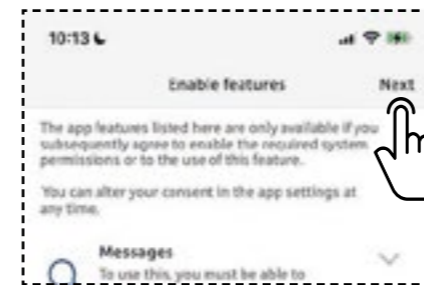 10:13
Enable features
Next
The app features listed here are only available if you
subsequently agree to enable the required system
permissions or to the use of this feature.
You can alter your consent in the app settings at
any time.
Messages
To use this, you must be able to